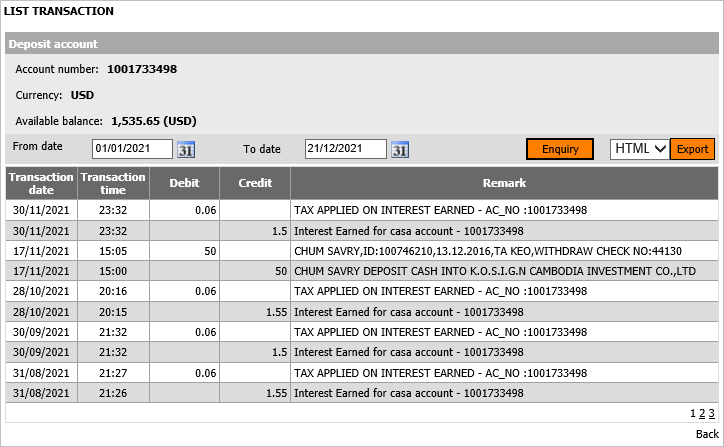 LIST TRANSACTION
Deposit account
Account number: 1001733498
Currency: USD
Available balance: 1,535.65 (USD)
From date 01/01/2021 31 To date 21/12/2021 31 Enquiry HTML Export
Transaction date Transaction time Debit Credit Remark
30/11/2021 23:32 0.06 TAX APPLIED ON INTEREST EARNED - AC_NO :1001733498
30/11/2021 23:32 1.5 Interest Earned for casa account - 1001733498
17/11/2021 15:05 50 CHUM SAVRY,ID:100746210,13.12.2016,TA KEO,WITHDRAW CHECK NO:44130
17/11/2021 15:00 50 CHUM SAVRY DEPOSIT CASH INTO K.O.S.I.G.N CAMBODIA INVESTMENT CO.,LTD
28/10/2021 20:16 0.06 TAX APPLIED ON INTEREST EARNED - AC_NO :1001733498
28/10/2021 20:15 1.55 Interest Earned for casa account - 1001733498
30/09/2021 21:32 0.06 TAX APPLIED ON INTEREST EARNED - AC_NO :1001733498
30/09/2021 21:32 1.5 Interest Earned for casa account - 1001733498
31/08/2021 21:27 0.06 TAX APPLIED ON INTEREST EARNED - AC_NO :1001733498
31/08/2021 21:26 1.55 Interest Earned for casa account - 1001733498
1 2 3
Back